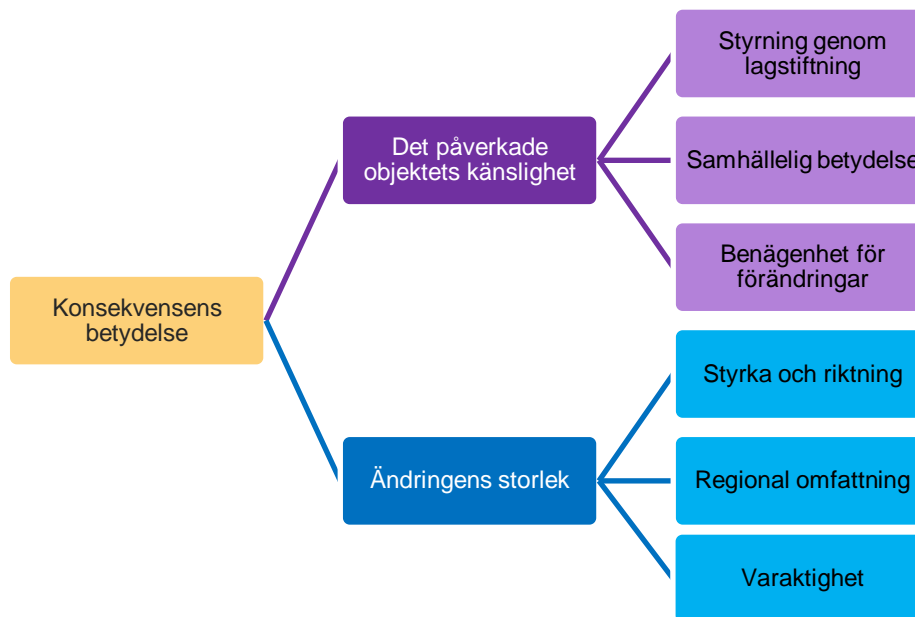 Konsekvensens
betydelse
Det påverkade
objektets känslighet
Styrning genom
lagstiftning
Samhällelig betydelse
Benägenhet för
förändringar
Ändringens storlek
Styrka och riktning
Regional omfattning
Varaktighet